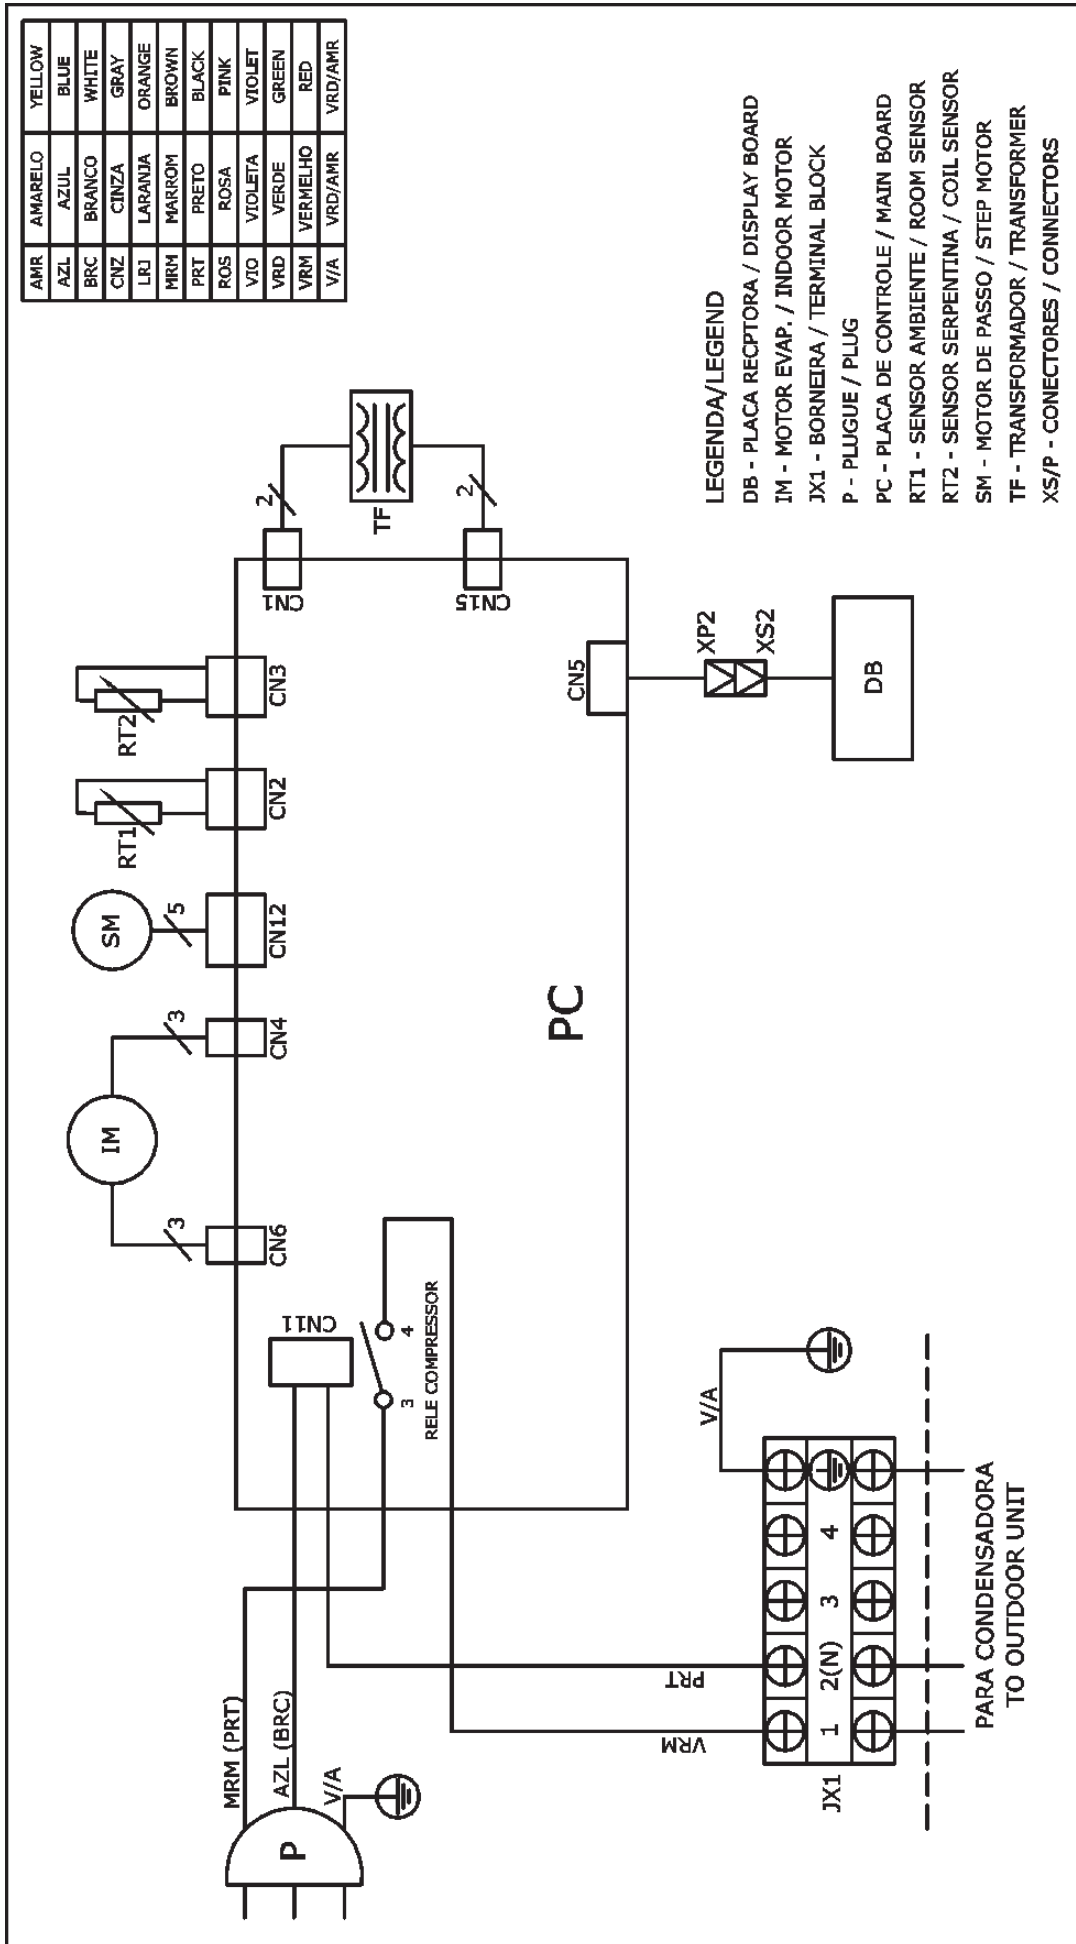 AMR AMARELO YELLOW
AZL AZUL BLUE
BRC BRANCO WHITE
CNZ CINZA GRAY
LRJ LARANJA ORANGE
MRM MARROM BROWN
PRT PRETO BLACK
ROS ROSA PINK
VIO VIOLETA VIOLET
VRD VERDE GREEN
VRM VERMELHO RED
V/A VRD/AMR VRD/AMR
IM
3
3
CN6
CN4
SM
5
CN12
RT1
CN2
RT2
CN3
2
CN1
TF
2
CN15
CN11
3
4
RELE COMPRESSOR
PC
CN5
XP2
XS2
DB
MRM (PRT)
AZL (BRC)
V/A
P
PRT
VRM
V/A
JX1
1
2(N)
3
4
PARA CONDENSADORA
TO OUTDOOR UNIT
LEGENDA/LEGEND
DB - PLACA RECPTORA / DISPLAY BOARD
IM - MOTOR EVAP. / INDOOR MOTOR
JX1 - BORNEIRA / TERMINAL BLOCK
P - PLUGUE / PLUG
PC - PLACA DE CONTROLE / MAIN BOARD
RT1 - SENSOR AMBIENTE / ROOM SENSOR
RT2 - SENSOR SERPENTINA / COIL SENSOR
SM - MOTOR DE PASSO / STEP MOTOR
TF - TRANSFORMADOR / TRANSFORMER
XS/P - CONECTORES / CONNECTORS